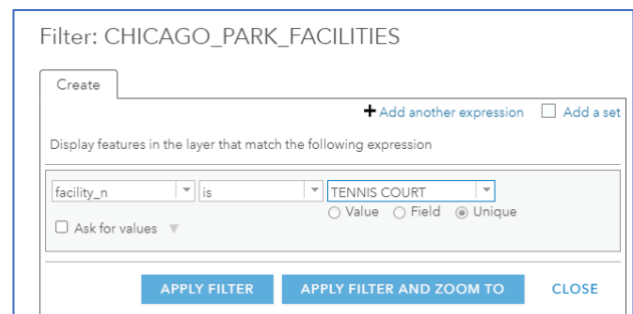 Filter: CHICAGO_PARK_FACILITIES
Create
+ Add another expression Add a set
Display features in the layer that match the following expression
facility_n is TENNIS COURT
Value Field Unique
Ask for values
APPLY FILTER APPLY FILTER AND ZOOM TO CLOSE